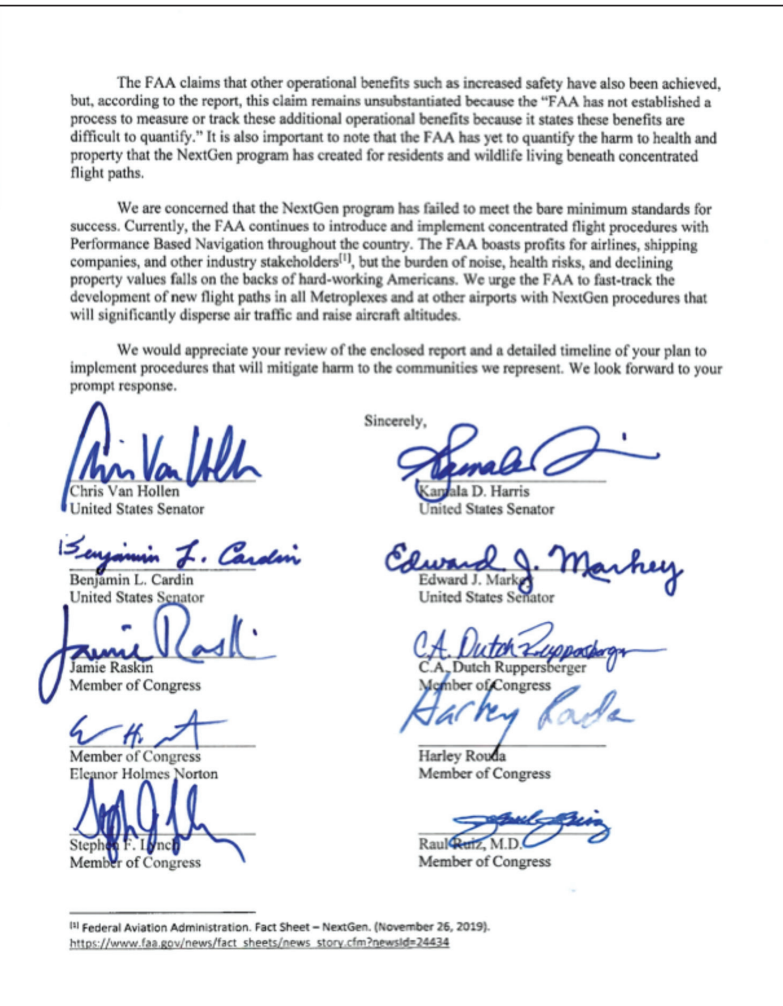 The FAA claims that other operational benefits such as increased safety have also been achieved,
but, according to the report, this claim remains unsubstantiated because the “FAA has not established a
process to measure or track these additional operational benefits because it states these benefits are
difficult to quantify.” It is also important to note that the FAA has yet to quantify the harm to health and
property that the NextGen program has created for residents and wildlife living beneath concentrated
flight paths.
We are concerned that the NextGen program has failed to meet the bare minimum standards for
success. Currently, the FAA continues to introduce and implement concentrated flight procedures with
Performance Based Navigation throughout the country. The FAA boasts profits for airlines, shipping
companies, and other industry stakeholders[1], but the burden of noise, health risks, and declining
property values falls on the backs of hard-working Americans. We urge the FAA to fast-track the
development of new flight paths in all Metroplexes and at other airports with NextGen procedures that
will significantly disperse air traffic and raise aircraft altitudes.
We would appreciate your review of the enclosed report and a detailed timeline of your plan to
implement procedures that will mitigate harm to the communities we represent. We look forward to your
prompt response.
Sincerely,
Chris Van Hollen
Chris Van Hollen
United States Senator
Kamala D. Harris
United States Senator
Benjamin L. Cardin
Benjamin L. Cardin
United States Senator
Edward J. Markey
Edward J. Markey
United States Senator
Jamie Raskin
Jamie Raskin
Member of Congress
C.A. Dutch Ruppersberger
C.A. Dutch Ruppersberger
Member of Congress
Member of Congress
Eleanor Holmes Norton
Harley Rouda
Harley Rouda
Member of Congress
Stephen F. Lynch
Member of Congress
Raul Ruiz, M.D.
Member of Congress
[1] Federal Aviation Administration. Fact Sheet – NextGen. (November 26, 2019).
https://www.faa.gov/news/fact_sheets/news_story.cfm?newsId=24434